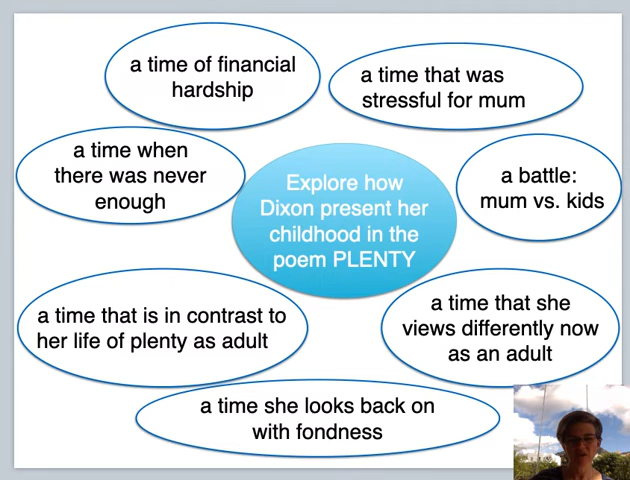 a time of financial
hardship
a time that was
stressful for mum
a time when
there was never
enough
Explore how
Dixon present her
childhood in the
poem PLENTY
a battle:
mum vs. kids
a time that is in contrast to
her life of plenty as adult
a time that she
views differently now
as an adult
a time she looks back on
with fondness